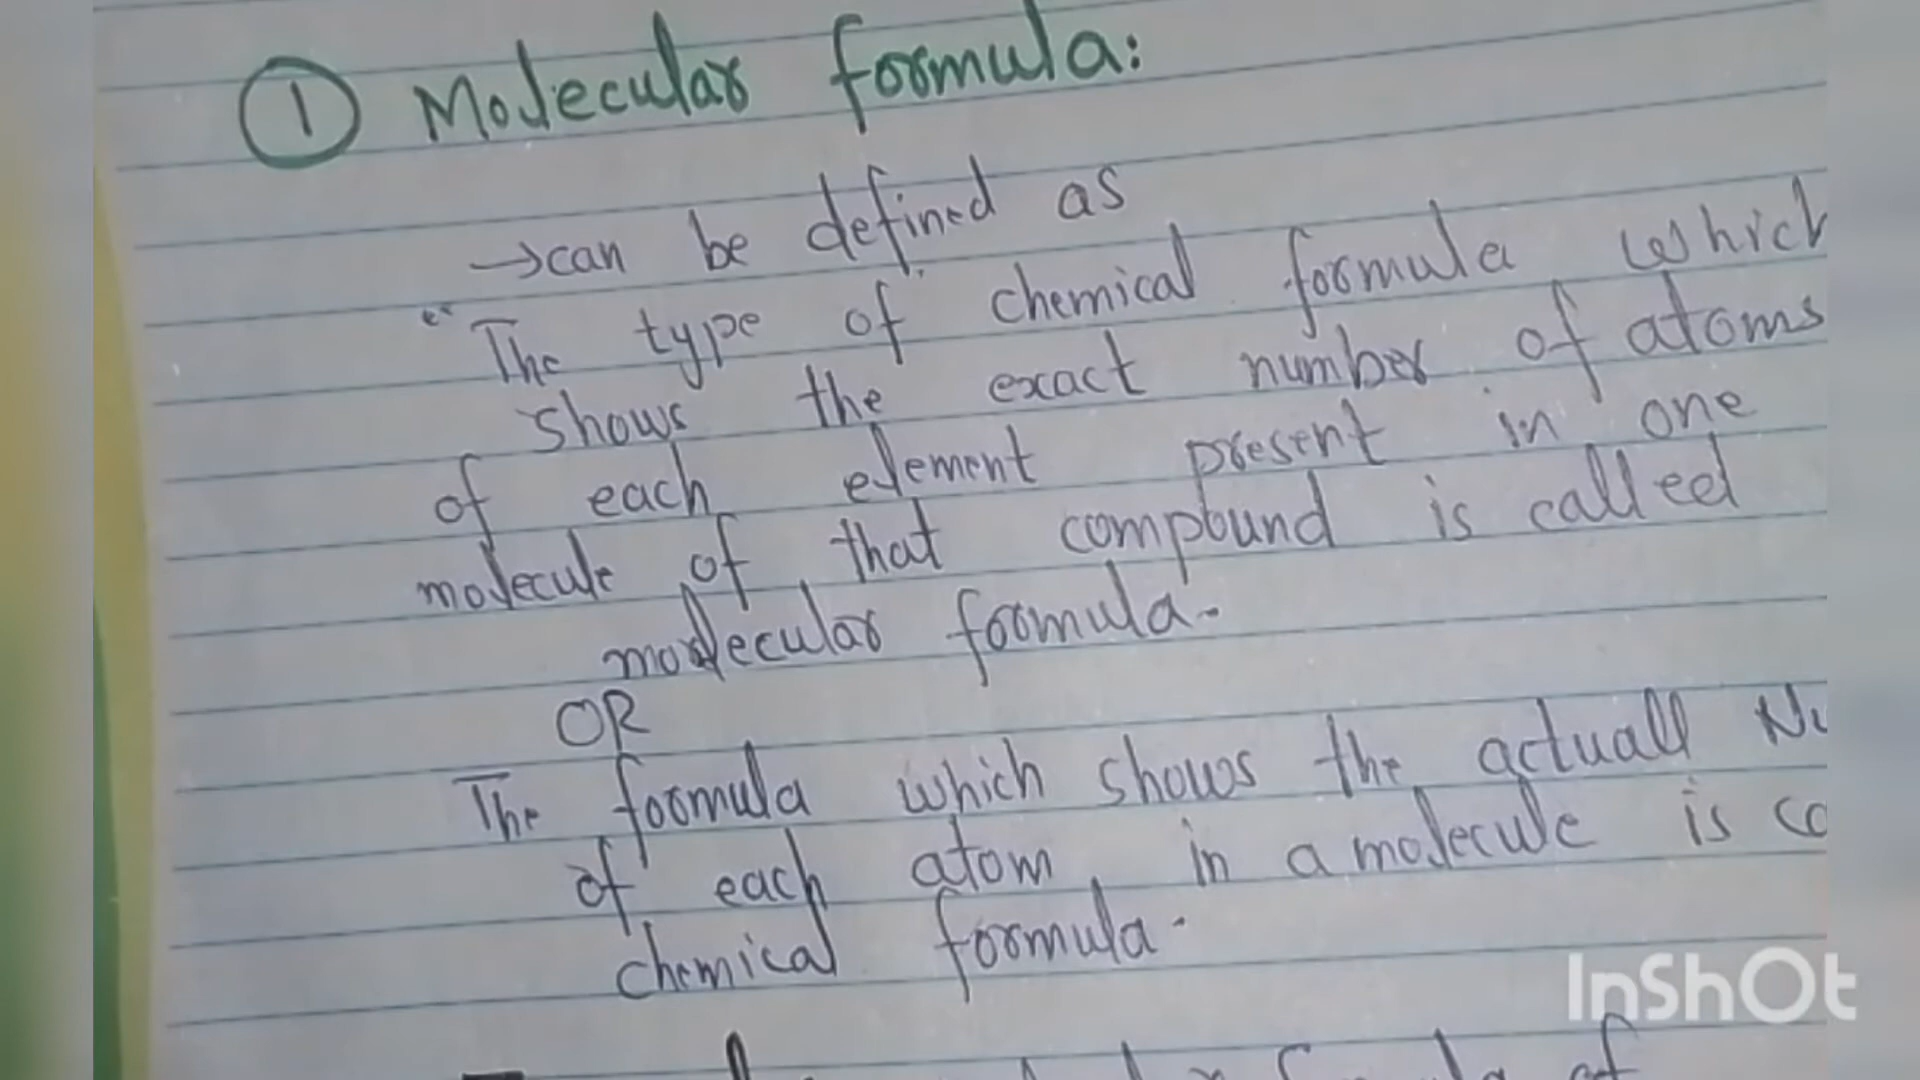 ① Molecular formula:
→can be defined as
"The type of chemical formula which
shows the exact number of atoms
of each element present in one
molecule of that compound is called
molecular formula.
OR
The formula which shows the actuall
of each atom in a molecule is
chemical formula.
InShOt